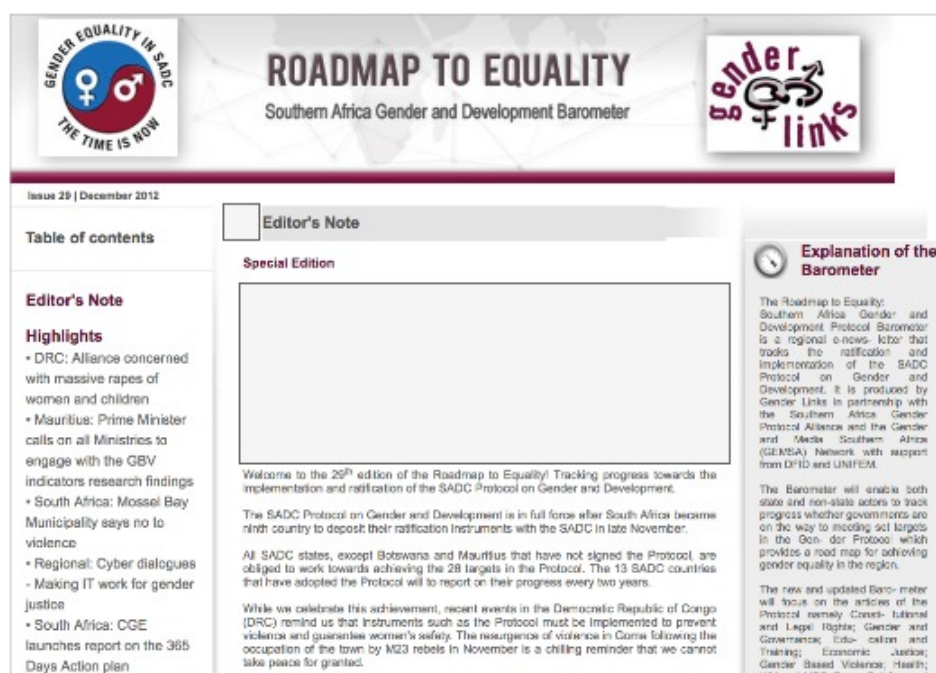 GENDER EQUALITY IN SADC
THE TIME IS NOW
ROADMAP TO EQUALITY
Southern Africa Gender and Development Barometer
gender
links
Issue 29 | December 2012
Table of contents
Editor's Note
Highlights
• DRC: Alliance concerned
with massive rapes of
women and children
• Mauritius: Prime Minister
calls on all Ministries to
engage with the GBV
indicators research findings
• South Africa: Mossel Bay
Municipality says no to
violence
• Regional: Cyber dialogues
- Making IT work for gender
justice
• South Africa: CGE
launches report on the 365
Days Action plan
Editor's Note
Special Edition
Welcome to the 29th edition of the Roadmap to Equality! Tracking progress towards the
implementation and ratification of the SADC Protocol on Gender and Development.
The SADC Protocol on Gender and Development is in full force after South Africa became
ninth country to deposit their ratification instruments with the SADC in late November.
All SADC states, except Botswana and Mauritius that have not signed the Protocol, are
obliged to work towards achieving the 28 targets in the Protocol. The 13 SADC countries
that have adopted the Protocol will to report on their progress every two years.
While we celebrate this achievement, recent events in the Democratic Republic of Congo
(DRC) remind us that instruments such as the Protocol must be implemented to prevent
violence and guarantee women's safety. The resurgence of violence in Goma following the
occupation of the town by M23 rebels in November is a chilling reminder that we cannot
take peace for granted.
Explanation of the
Barometer
The Roadmap to Equality:
Southern Africa Gender and
Development Protocol Barometer
is a regional e-news- letter that
tracks the ratification and
implementation of the SADC
Protocol on Gender and
Development. It is produced by
Gender Links in partnership with
the Southern Africa Gender
Protocol Alliance and the Gender
and Media Southern Africa
(GEMSA) Network with support
from DFID and UNIFEM.
The Barometer will enable both
state and non-state actors to track
progress whether governments are
on the way to meeting set targets
in the Gen- der Protocol which
provides a road map for achieving
gender equality in the region.
The new and updated Baro- meter
will focus on the articles of the
Protocol namely Consti- tutional
and Legal Rights; Gender and
Governance; Edu- cation and
Training; Economic Justice;
Gender Based Violence; Health;